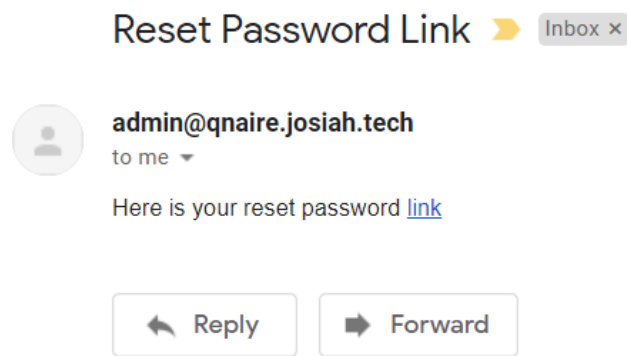 Reset Password Link Inbox ×
admin@qnaire.josiah.tech
to me
Here is your reset password link
Reply Forward